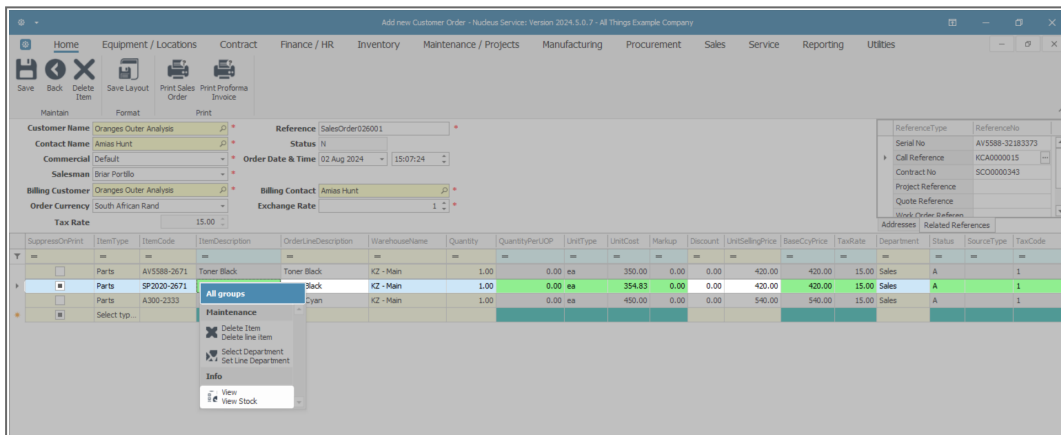 Add new Customer Order - Nucleus Service: Version 2024.5.0.7 - All Things Example Company
Home Equipment / Locations Contract Finance / HR Inventory Maintenance / Projects Manufacturing Procurement Sales Service Reporting Utilities
Save Back Delete Item Save Layout Print Sales Order Print Proforma Invoice
Maintain Format Print
Customer Name Oranges Outer Analysis * Reference SalesOrder026001 *
Contact Name Amias Hunt * Status N
Commercial Default * Order Date & Time 02 Aug 2024 15:07:24
Salesman Briar Portillo *
Billing Customer Oranges Outer Analysis * Billing Contact Amias Hunt *
Order Currency South African Rand Exchange Rate 1 *
Tax Rate 15.00
ReferenceType ReferenceNo
Serial No AV5588-32183373
Call Reference KCA0000015 ...
Contract No SCO0000343
Project Reference
Quote Reference
Work Order Referen
Addresses Related References
SuppressOnPrint ItemType ItemCode ItemDescription OrderLineDescription WarehouseName Quantity QuantityPerUOP UnitType UnitCost Markup Discount UnitSellingPrice BaseCcyPrice TaxRate Department Status SourceType TaxCode
= = = = = = = = = = = = = = = = = =
Parts AV5588-2671 Toner Black Toner Black KZ - Main 1.00 0.00 ea 350.00 0.00 0.00 420.00 420.00 15.00 Sales A 1
Parts SP2020-2671 Black KZ - Main 1.00 0.00 ea 354.83 0.00 0.00 420.00 420.00 15.00 Sales A 1
Parts A300-2333 Cyan KZ - Main 1.00 0.00 ea 450.00 0.00 0.00 540.00 540.00 15.00 Sales A 1
Select typ...
All groups
Maintenance
Delete Item
Delete line item
Select Department
Set Line Department
Info
View
View Stock